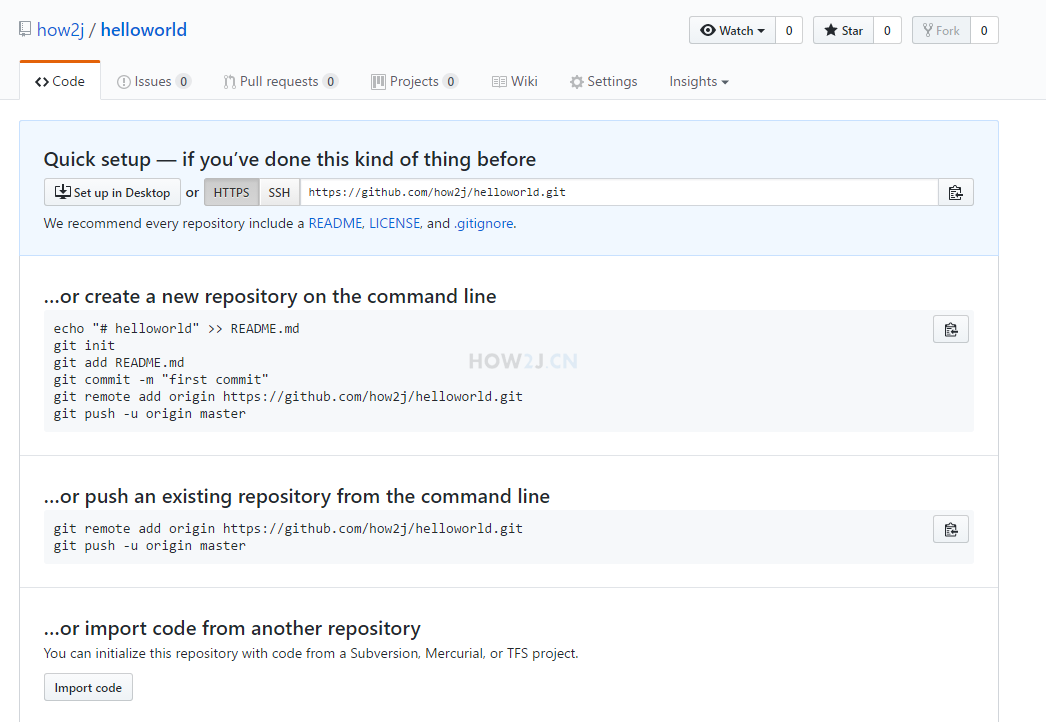 how2j / helloworld
Watch 0 Star 0 Fork 0
Code Issues 0 Pull requests 0 Projects 0 Wiki Settings Insights
Quick setup — if you’ve done this kind of thing before
Set up in Desktop or HTTPS SSH https://github.com/how2j/helloworld.git
We recommend every repository include a README, LICENSE, and .gitignore.
…or create a new repository on the command line
echo "# helloworld" >> README.md
git init
git add README.md
HOW2J.CN
git commit -m "first commit"
git remote add origin https://github.com/how2j/helloworld.git
git push -u origin master
…or push an existing repository from the command line
git remote add origin https://github.com/how2j/helloworld.git
git push -u origin master
…or import code from another repository
You can initialize this repository with code from a Subversion, Mercurial, or TFS project.
Import code